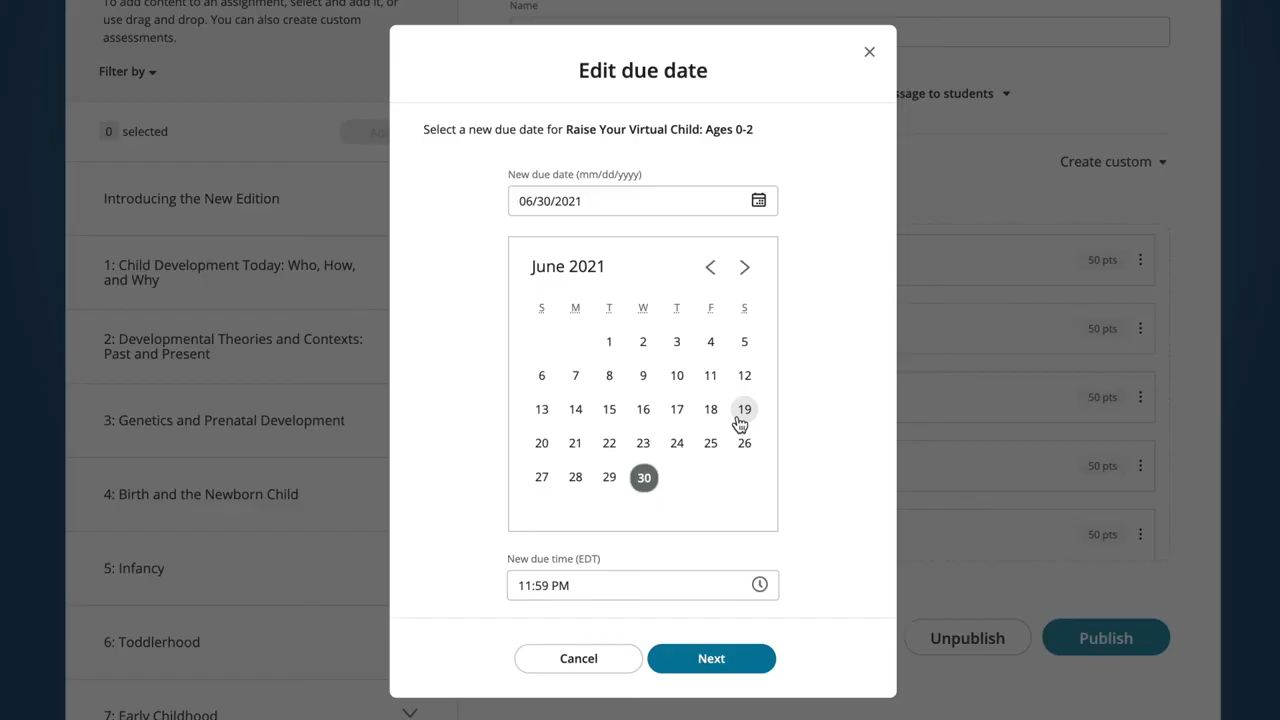 To add content to an assignment, select and add it, or
use drag and drop. You can also create custom
assessments.
Filter by
0 selected
Introducing the New Edition
1: Child Development Today: Who, How,
and Why
2: Developmental Theories and Contexts:
Past and Present
3: Genetics and Prenatal Development
4: Birth and the Newborn Child
5: Infancy
6: Toddlerhood
7: Early Childhood
Name
ssage to students
Create custom
50 pts
50 pts
50 pts
50 pts
50 pts
Unpublish
Publish
Edit due date
Select a new due date for Raise Your Virtual Child: Ages 0-2
New due date (mm/dd/yyyy)
06/30/2021
June 2021
S M T W T F S
1 2 3 4 5
6 7 8 9 10 11 12
13 14 15 16 17 18 19
20 21 22 23 24 25 26
27 28 29 30
New due time (EDT)
11:59 PM
Cancel
Next